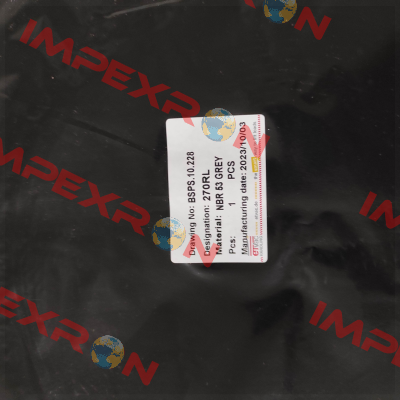 IMPEXRON
Drawing No: BSPS.10.228
Designation: 270RL
Material: NBR 53 GREY
Pcs: 1 PCS
Manufacturing date: 2023/10/03
IMPEXRON
IMPEXRON
IMPEXRON
IMPEXRON